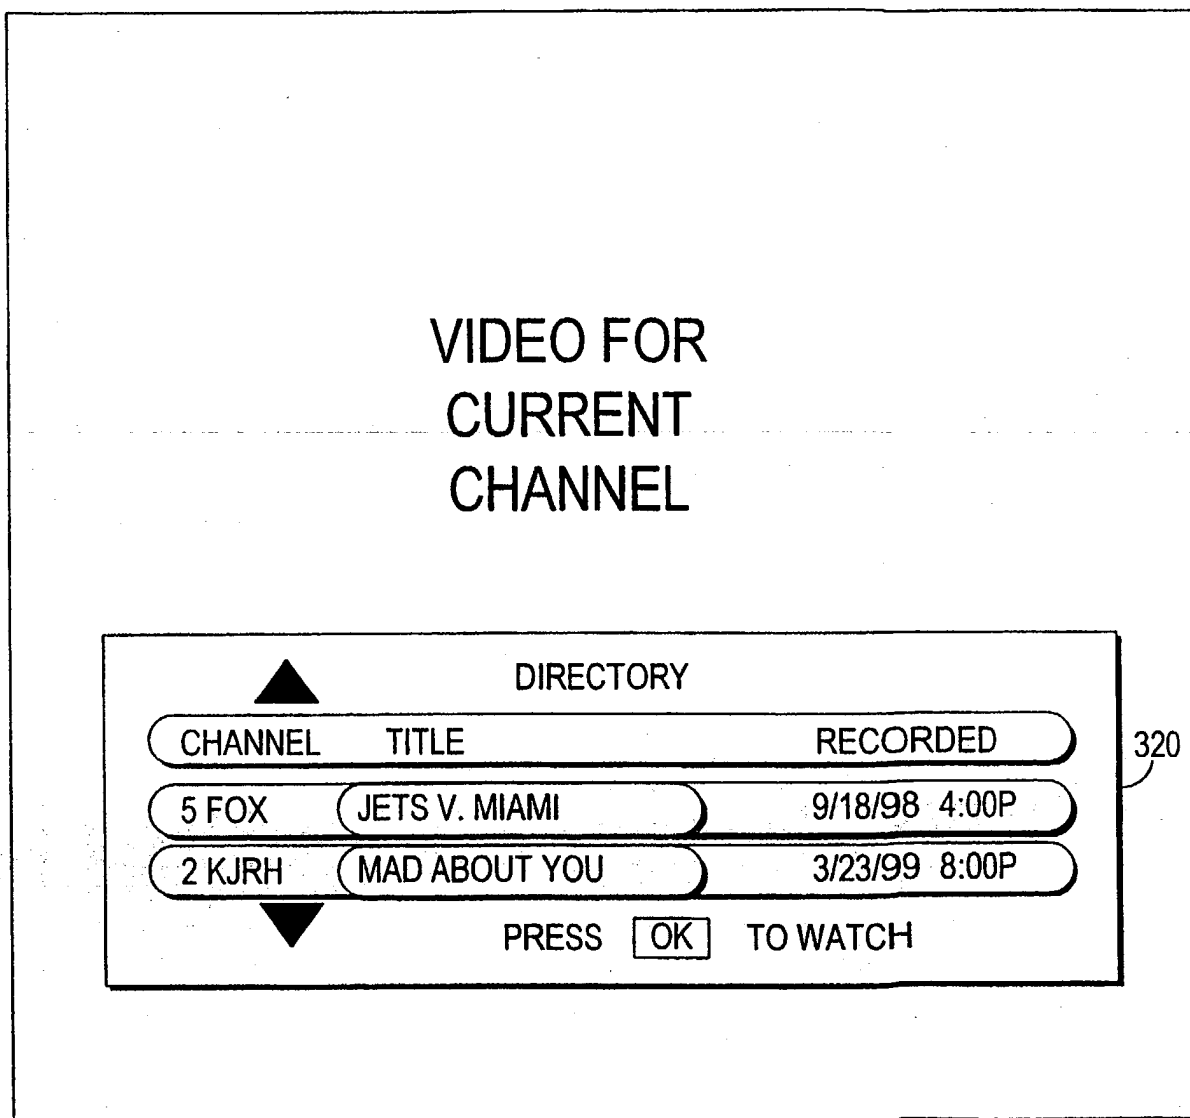 VIDEO FOR
CURRENT
CHANNEL
DIRECTORY
CHANNEL TITLE RECORDED
320
5 FOX JETS V. MIAMI 9/18/98 4:00P
2 KJRH MAD ABOUT YOU 3/23/99 8:00P
PRESS OK TO WATCH